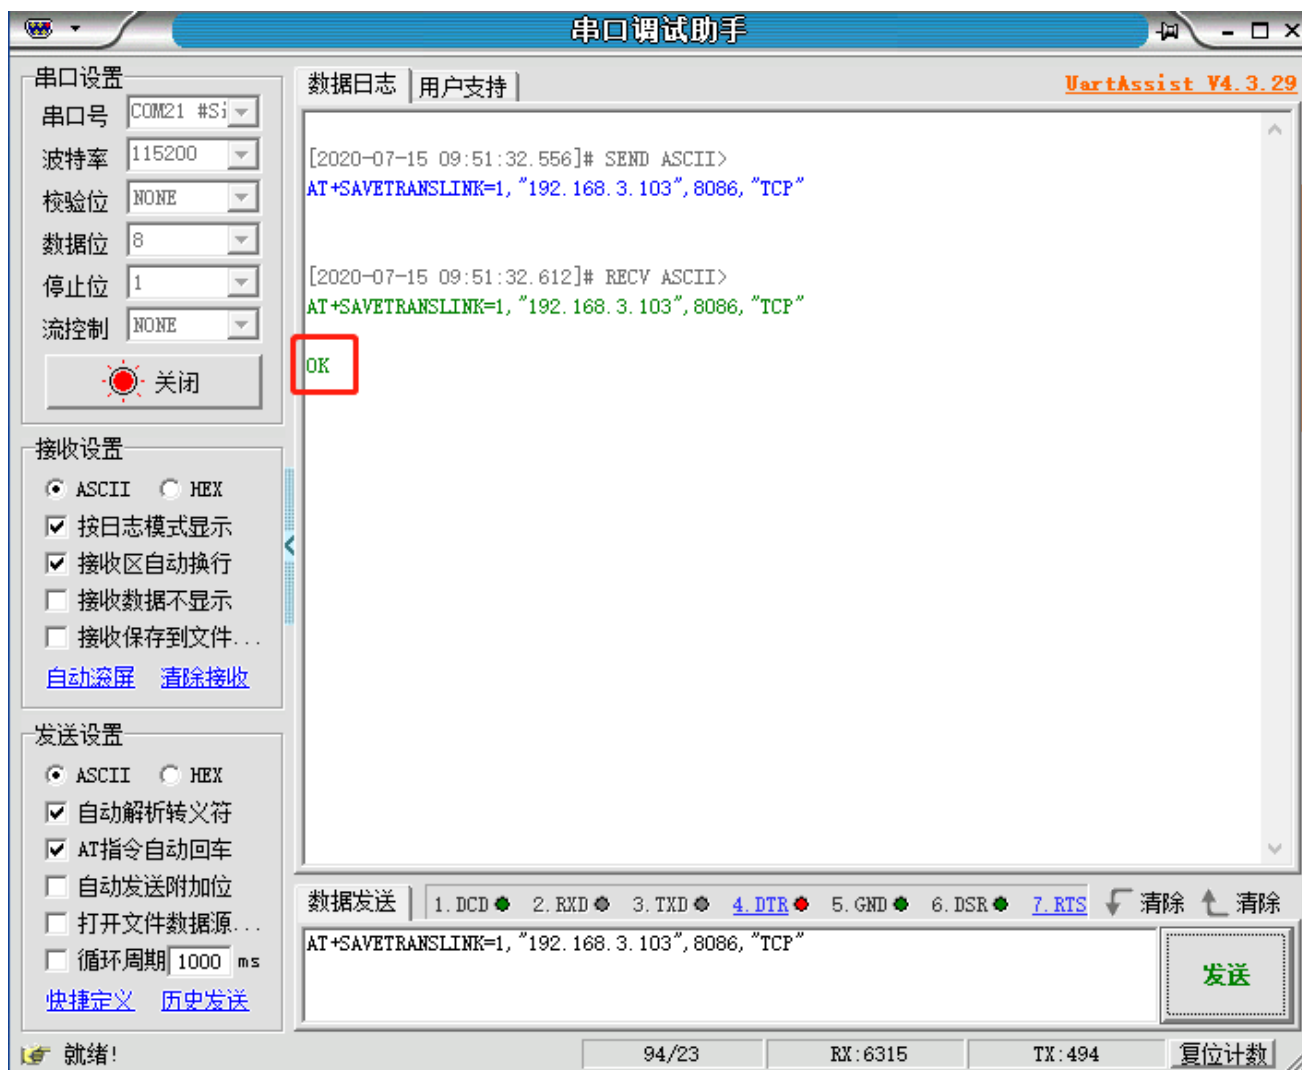 串口调试助手
串口设置
串口号 COM21 #Si
波特率 115200
校验位 NONE
数据位 8
停止位 1
流控制 NONE
关闭
接收设置
ASCII HEX
按日志模式显示
接收区自动换行
接收数据不显示
接收保存到文件...
自动滚屏 清除接收
发送设置
ASCII HEX
自动解析转义符
AT指令自动回车
自动发送附加位
打开文件数据源...
循环周期 1000 ms
快捷定义 历史发送
数据日志 用户支持 UartAssist V4.3.29
[2020-07-15 09:51:32.556]# SEND ASCII>
AT+SAVETRANSLINK=1,"192.168.3.103",8086,"TCP"
[2020-07-15 09:51:32.612]# RECV ASCII>
AT+SAVETRANSLINK=1,"192.168.3.103",8086,"TCP"
OK
数据发送 1.DCD 2.RXD 3.TXD 4.DTR 5.GND 6.DSR 7.RTS 清除 清除
AT+SAVETRANSLINK=1,"192.168.3.103",8086,"TCP"
发送
就绪! 94/23 RX:6315 TX:494 复位计数